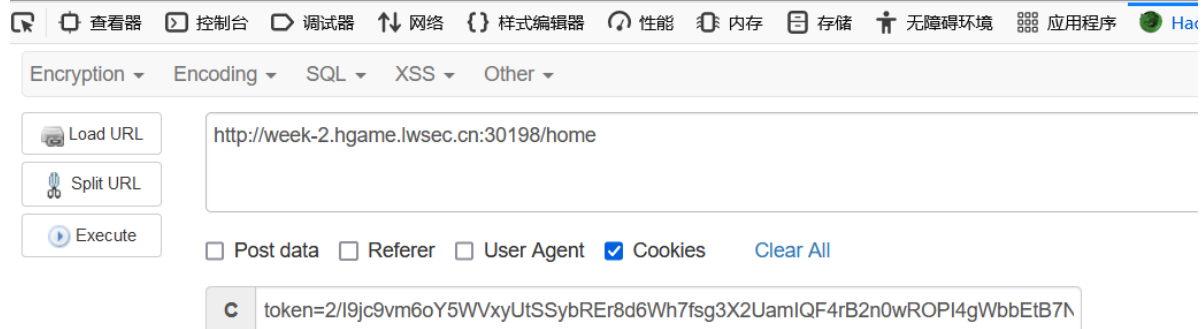 查看器 控制台 调试器 网络 样式编辑器 性能 内存 存储 无障碍环境 应用程序 Hac
Encryption Encoding SQL XSS Other
Load URL http://week-2.hgame.lwsec.cn:30198/home
Split URL
Execute
Post data Referer User Agent Cookies Clear All
C token=2/I9jc9vm6oY5WVxyUtSSybREr8d6Wh7fsg3X2UamIQF4rB2n0wROPI4gWbbEtB7N